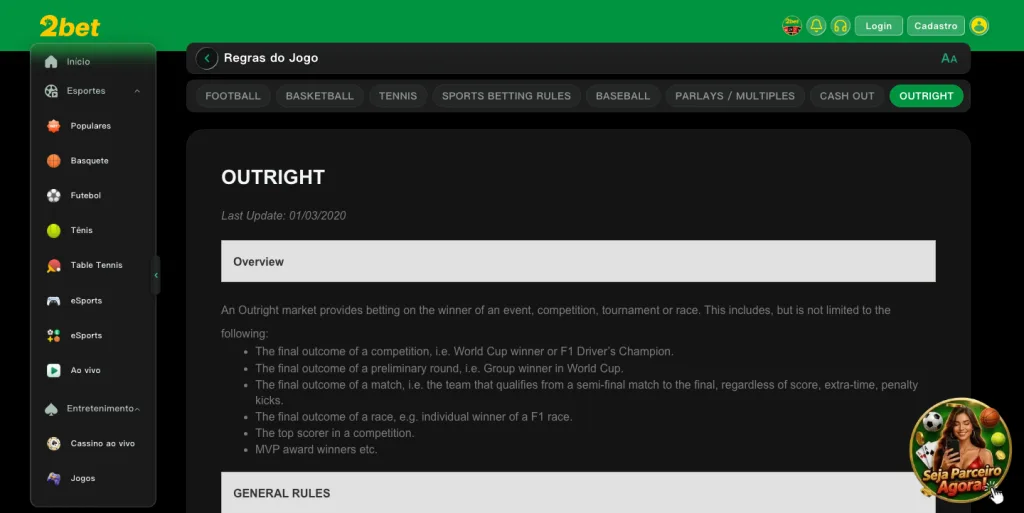 2bet
2bet
Login
Cadastro
Início
Esportes
Populares
Basquete
Futebol
Tênis
Table Tennis
eSports
eSports
Ao vivo
Entretenimento
Cassino ao vivo
Jogos
Regras do Jogo
AA
FOOTBALL
BASKETBALL
TENNIS
SPORTS BETTING RULES
BASEBALL
PARLAYS / MULTIPLES
CASH OUT
OUTRIGHT
OUTRIGHT
Last Update: 01/03/2020
Overview
An Outright market provides betting on the winner of an event, competition, tournament or race. This includes, but is not limited to the
following:
• The final outcome of a competition, i.e. World Cup winner or F1 Driver’s Champion.
• The final outcome of a preliminary round, i.e. Group winner in World Cup.
• The final outcome of a match, i.e. the team that qualifies from a semi-final match to the final, regardless of score, extra-time, penalty
kicks.
• The final outcome of a race, e.g. individual winner of a F1 race.
• The top scorer in a competition.
• MVP award winners etc.
GENERAL RULES
Seja Parceiro
Agora!